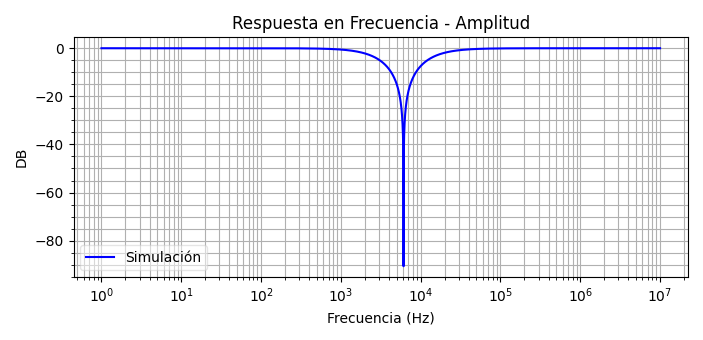 Respuesta en Frecuencia - Amplitud
0
−20
−40
−60
−80
DB
Simulación
10⁰ 10¹ 10² 10³ 10⁴ 10⁵ 10⁶ 10⁷
Frecuencia (Hz)